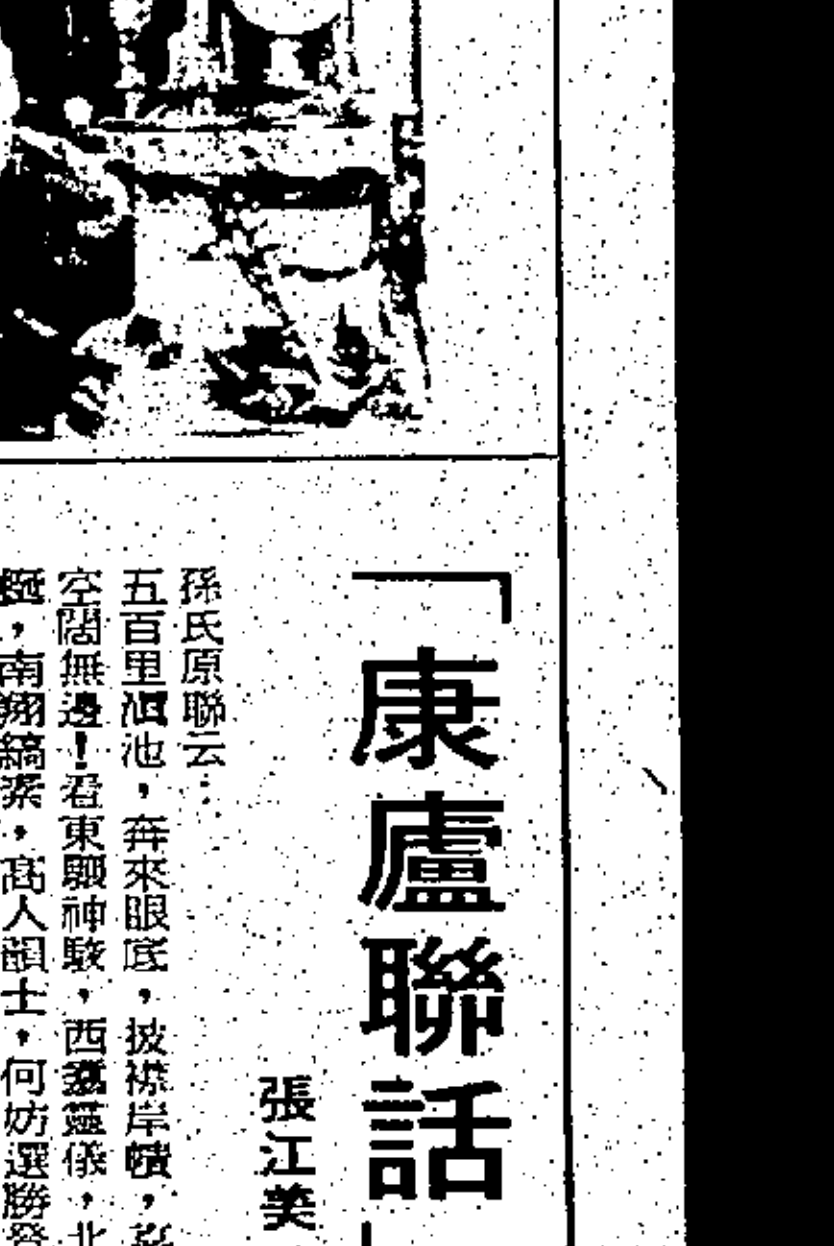 「康廬聯話
張江美
孫氏原聯云：
五百里滇池，奔來眼底，披襟岸幘，
空闊無邊！看東驤神駿，西翥靈儀，北
蜒，南翔縞素，高人韻士，何妨選勝登